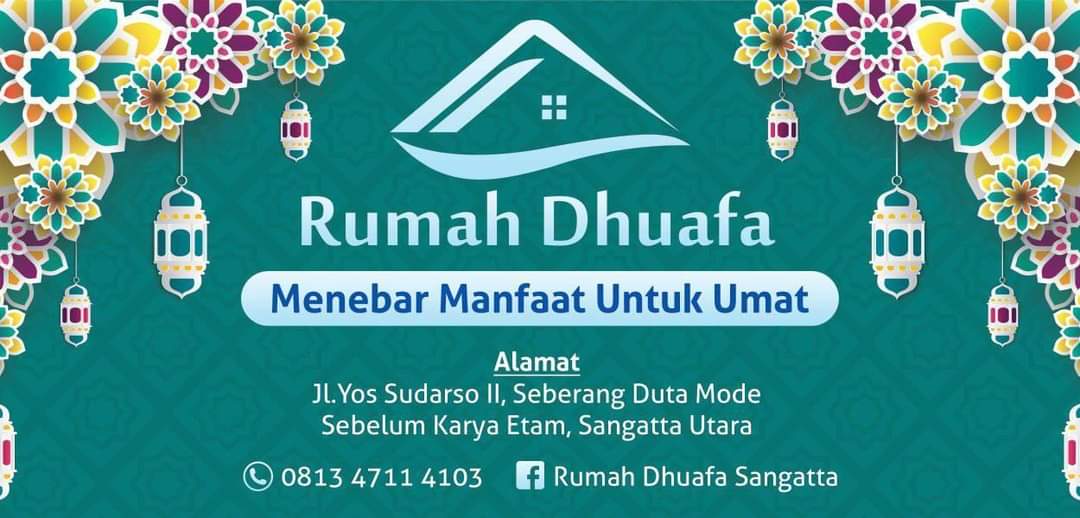 Rumah Dhuafa
Menebar Manfaat Untuk Umat
Alamat
Jl.Yos Sudarso II, Seberang Duta Mode
Sebelum Karya Etam, Sangatta Utara
0813 4711 4103 Rumah Dhuafa Sangatta